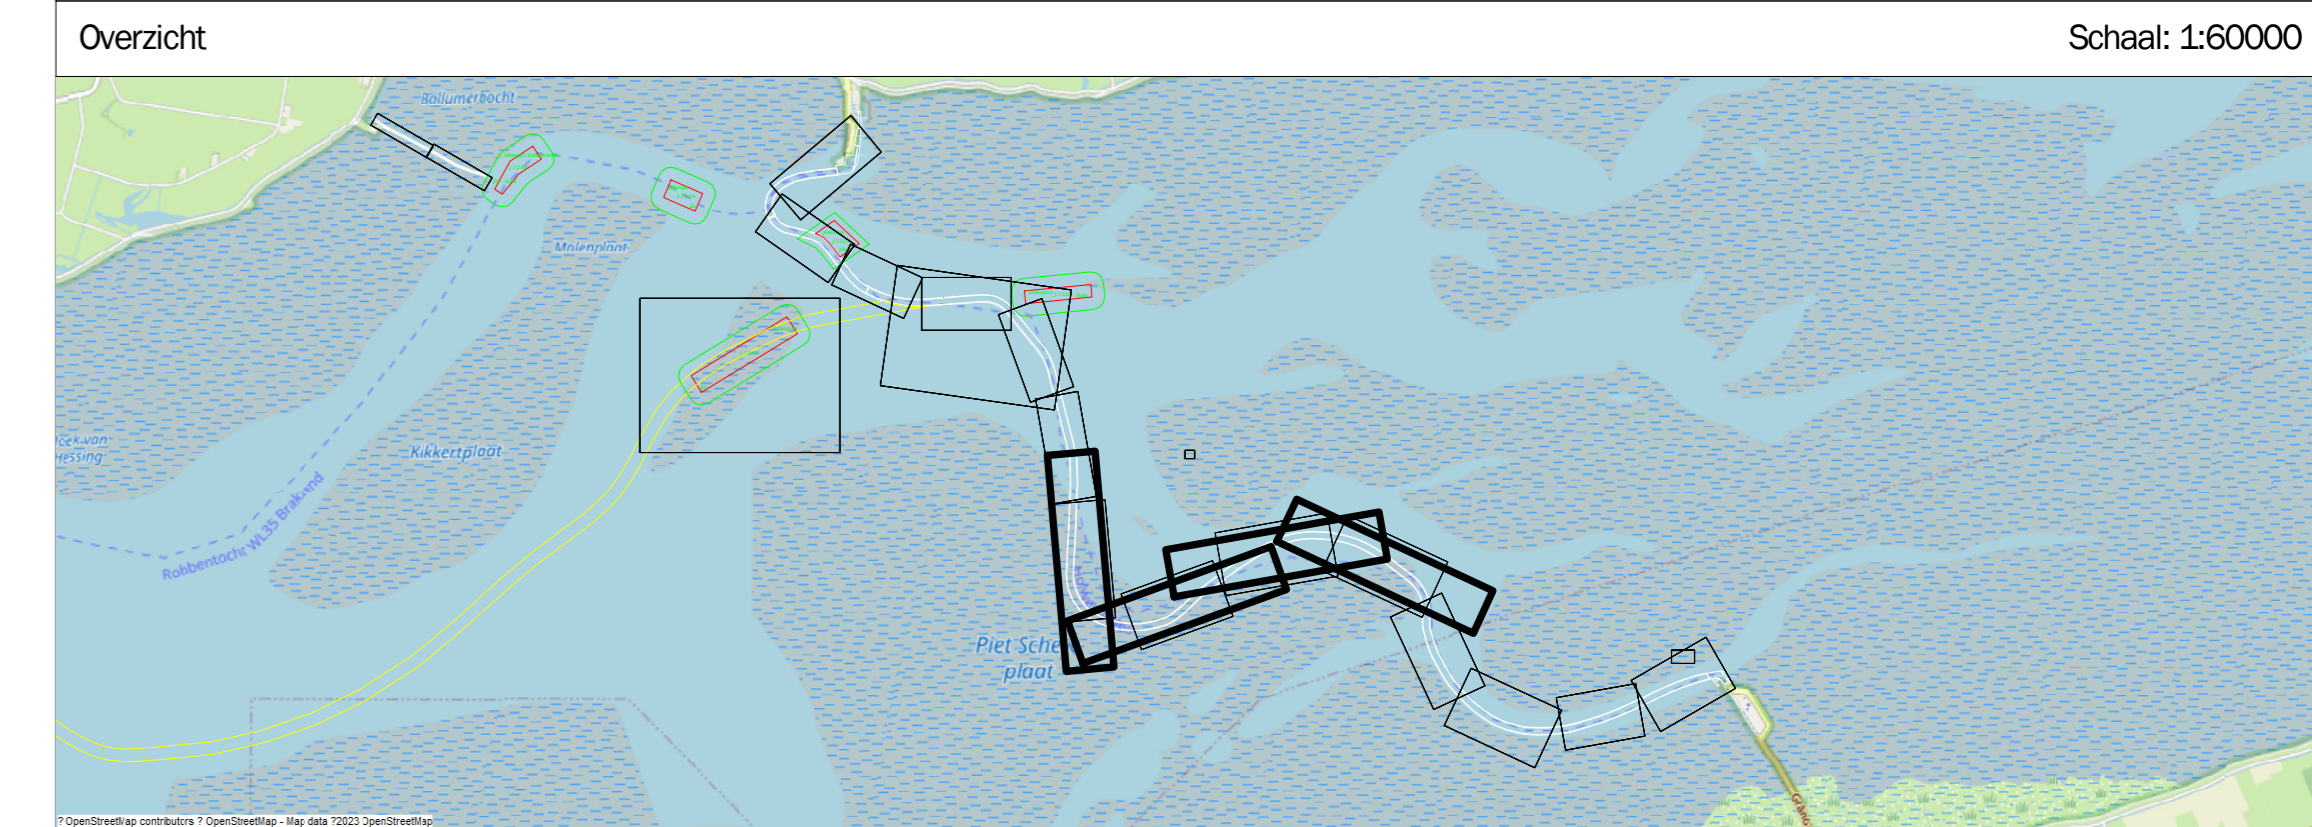 Overzicht
Schaal: 1:60000
Ballumerbocht
Molenplaat
Kikkertplaat
Robbentocht WL35 Brakzand
Piet Sche
plaat
? OpenStreetMap contributors ? OpenStreetMap - Map data ?2023 OpenStreetMap